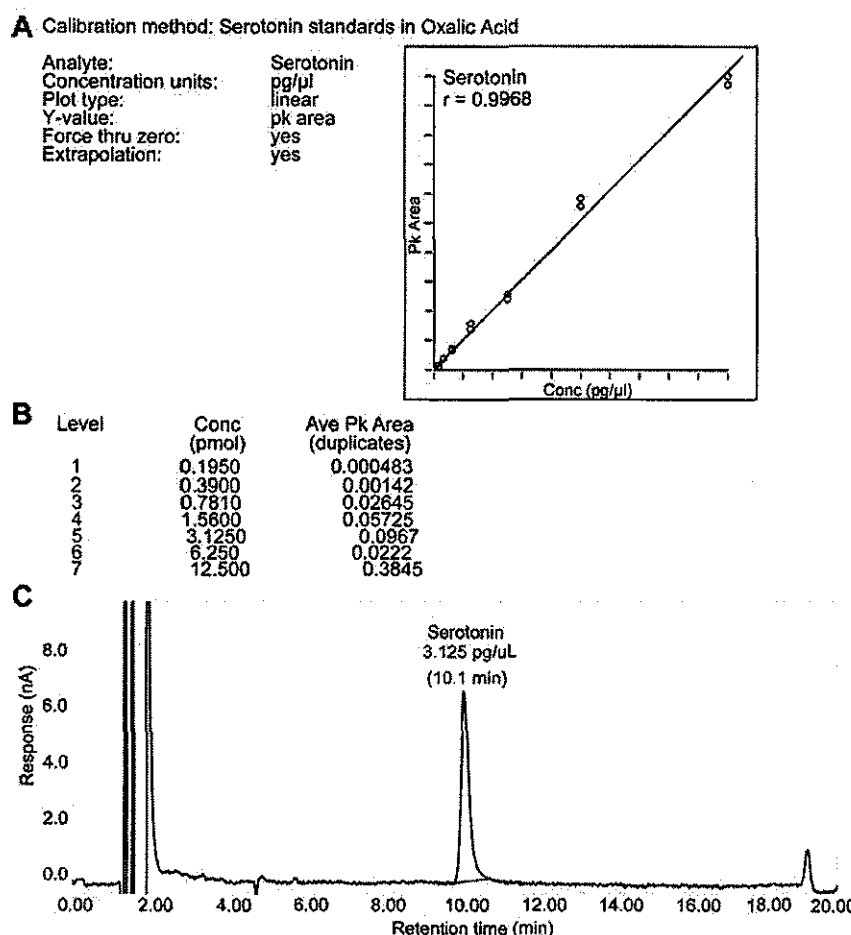 A Calibration method: Serotonin standards in Oxalic Acid
Analyte: Serotonin
Concentration units: pg/µl
Plot type: linear
Y-value: pk area
Force thru zero: yes
Extrapolation: yes
Serotonin
r = 0.9968
Pk Area
Conc (pg/µl)
B
Level Conc Ave Pk Area
(pmol) (duplicates)
1 0.1950 0.000483
2 0.3900 0.00142
3 0.7810 0.02645
4 1.5600 0.05725
5 3.1250 0.0967
6 6.250 0.0222
7 12.500 0.3845
C
Serotonin
3.125 pg/uL
(10.1 min)
Response (nA)
8.0
6.0
4.0
2.0
0.0
0.00 2.00 4.00 6.00 8.00 10.00 12.00 14.00 16.00 18.00 20.00
Retention time (min)